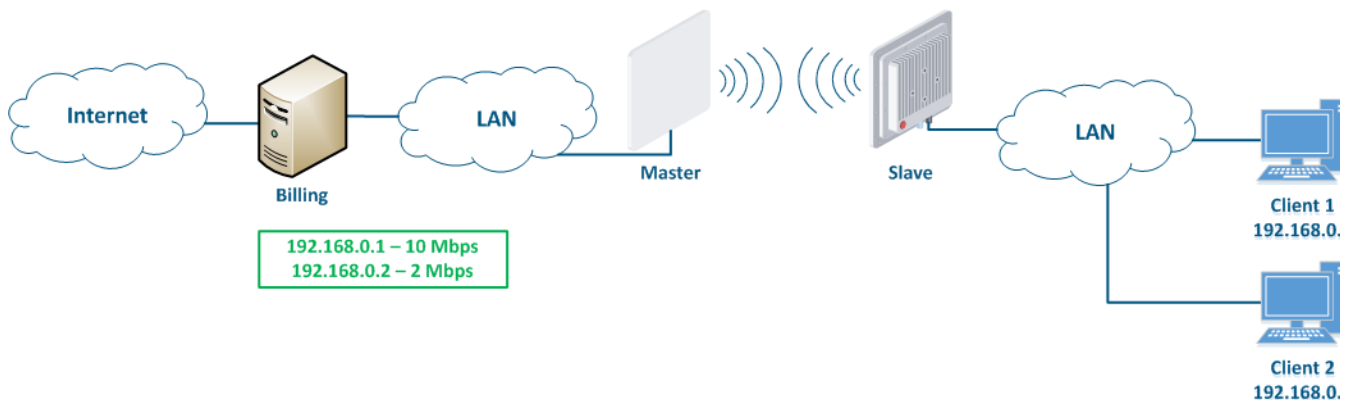 Internet
LAN
LAN
Master
Slave
Billing
192.168.0.1 – 10 Mbps
192.168.0.2 – 2 Mbps
Client 1
192.168.0.
Client 2
192.168.0.